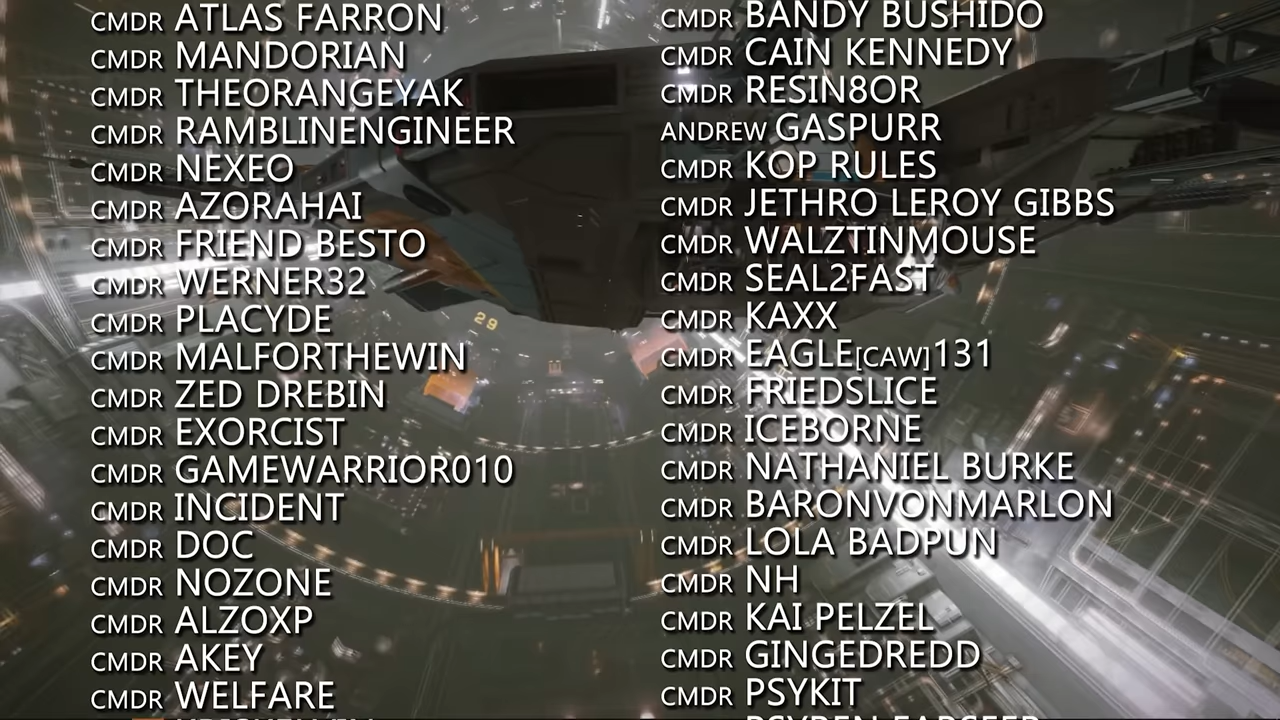 CMDR ATLAS FARRON
CMDR MANDORIAN
CMDR THEORANGEYAK
CMDR RAMBLINENGINEER
CMDR NEXEO
CMDR AZORAHAI
CMDR FRIEND BESTO
CMDR WERNER32
CMDR PLACYDE
CMDR MALFORTHEWIN
CMDR ZED DREBIN
CMDR EXORCIST
CMDR GAMEWARRIOR010
CMDR INCIDENT
CMDR DOC
CMDR NOZONE
CMDR ALZOXP
CMDR AKEY
CMDR WELFARE
CMDR BANDY BUSHIDO
CMDR CAIN KENNEDY
CMDR RESIN8OR
ANDREW GASPURR
CMDR KOP RULES
CMDR JETHRO LEROY GIBBS
CMDR WALZTINMOUSE
CMDR SEAL2FAST
CMDR KAXX
CMDR EAGLE[CAW]131
CMDR FRIEDSLICE
CMDR ICEBORNE
CMDR NATHANIEL BURKE
CMDR BARONVONMARLON
CMDR LOLA BADPUN
CMDR NH
CMDR KAI PELZEL
CMDR GINGEDREDD
CMDR PSYKIT
29